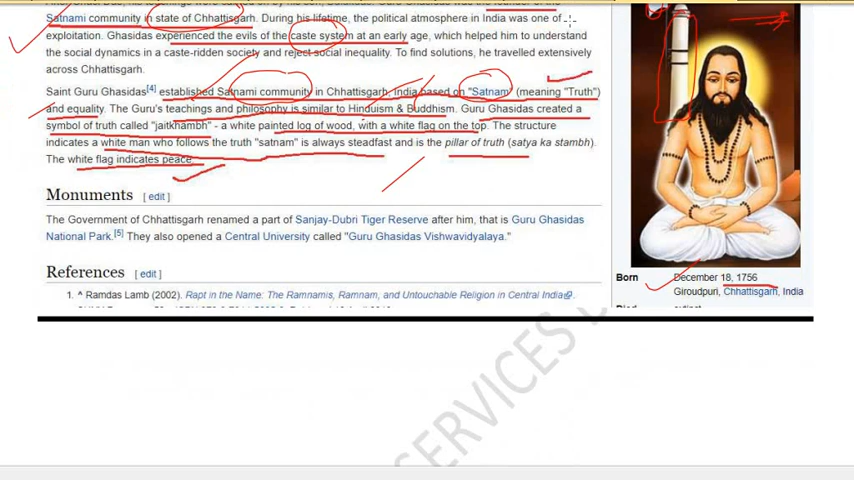 Satnami community in state of Chhattisgarh. During his lifetime, the political atmosphere in India was one of
exploitation. Ghasidas experienced the evils of the caste system at an early age, which helped him to understand
the social dynamics in a caste-ridden society and reject social inequality. To find solutions, he travelled extensively
across Chhattisgarh.
Saint Guru Ghasidas[4] established Satnami community in Chhattisgarh, India based on "Satnam" (meaning "Truth")
and equality. The Guru's teachings and philosophy is similar to Hinduism & Buddhism. Guru Ghasidas created a
symbol of truth called "jaitkhambh" - a white painted log of wood, with a white flag on the top. The structure
indicates a white man who follows the truth "satnam" is always steadfast and is the pillar of truth (satya ka stambh).
The white flag indicates peace.
Monuments [ edit ]
The Government of Chhattisgarh renamed a part of Sanjay-Dubri Tiger Reserve after him, that is Guru Ghasidas
National Park.[5] They also opened a Central University called "Guru Ghasidas Vishwavidyalaya."
References [ edit ]
1. ^ Ramdas Lamb (2002). Rapt in the Name: The Ramnamis, Ramnam, and Untouchable Religion in Central India.
Born December 18, 1756
Giroudpuri, Chhattisgarh, India
SERVICES